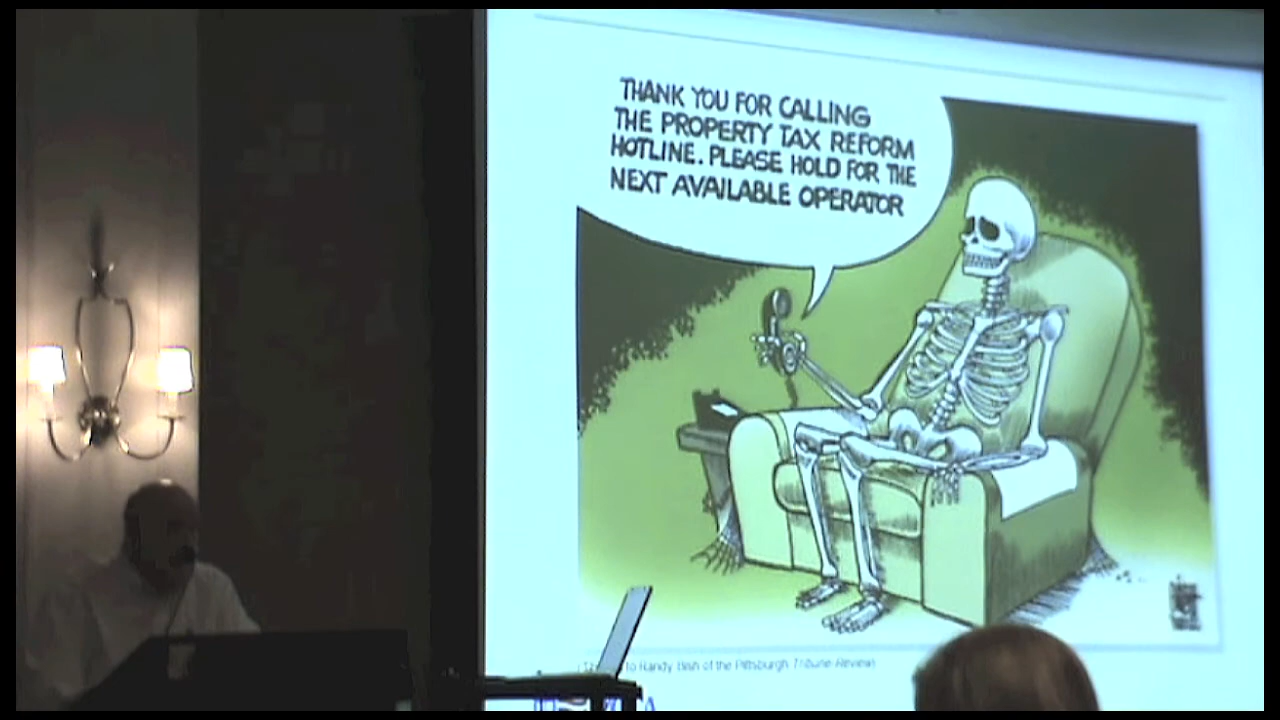 THANK YOU FOR CALLING
THE PROPERTY TAX REFORM
HOTLINE. PLEASE HOLD FOR THE
NEXT AVAILABLE OPERATOR
to Randy Bish of the Pittsburgh Tribune-Review